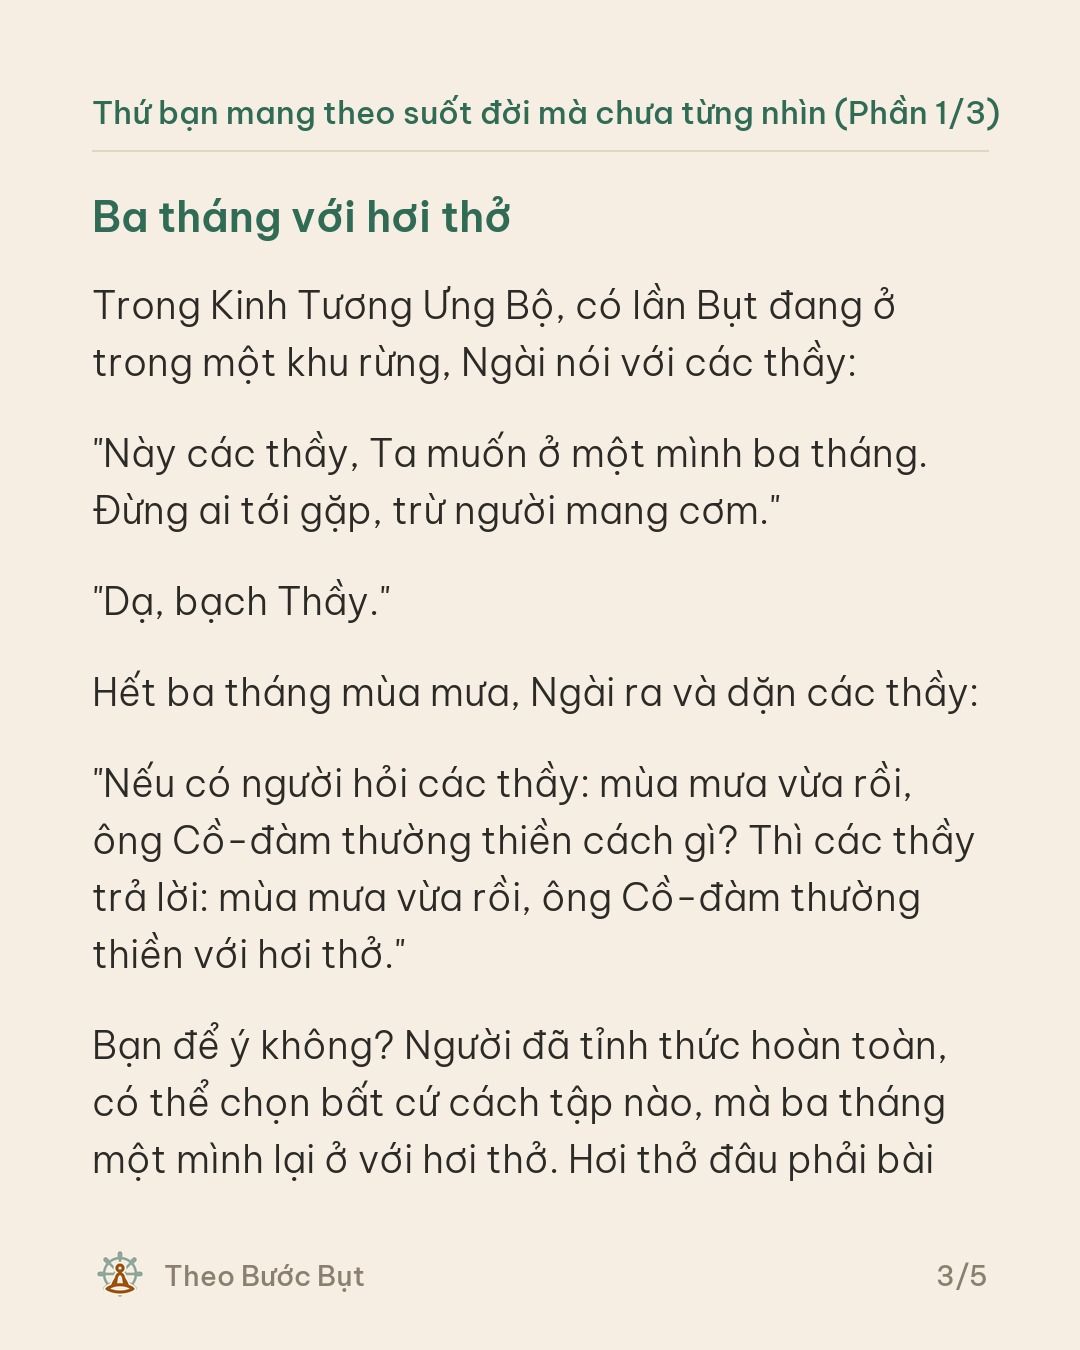 Thứ bạn mang theo suốt đời mà chưa từng nhìn (Phần 1/3)
Ba tháng với hơi thở
Trong Kinh Tương Ưng Bộ, có lần Bụt đang ở
trong một khu rừng, Ngài nói với các thầy:
"Này các thầy, Ta muốn ở một mình ba tháng.
Đừng ai tới gặp, trừ người mang cơm."
"Dạ, bạch Thầy."
Hết ba tháng mùa mưa, Ngài ra và dặn các thầy:
"Nếu có người hỏi các thầy: mùa mưa vừa rồi,
ông Cồ-đàm thường thiền cách gì? Thì các thầy
trả lời: mùa mưa vừa rồi, ông Cồ-đàm thường
thiền với hơi thở."
Bạn để ý không? Người đã tỉnh thức hoàn toàn,
có thể chọn bất cứ cách tập nào, mà ba tháng
một mình lại ở với hơi thở. Hơi thở đâu phải bài
Theo Bước Bụt
3/5